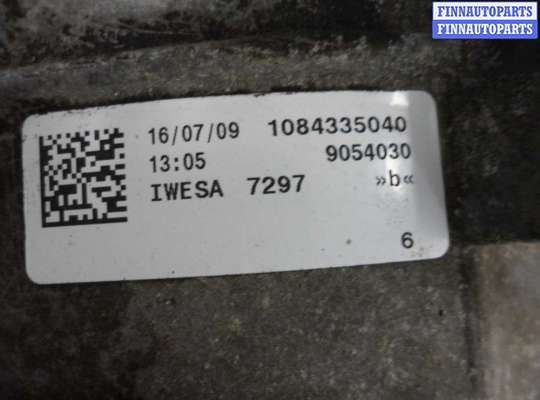 FINNAUTOPARTS
FINNAUTOPARTS
16/07/09 1084335040
13:05 9054030
IWESA 7297 »b«
6